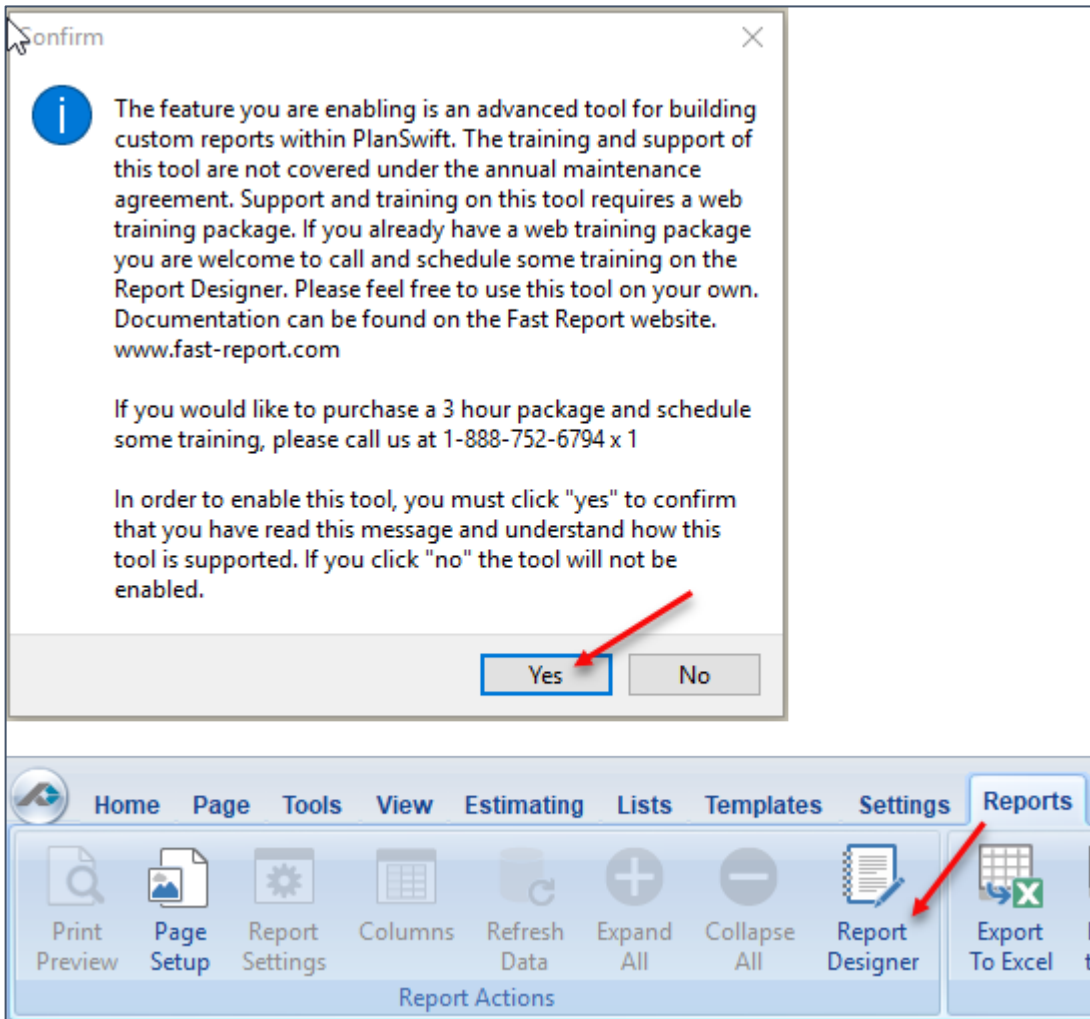 Confirm
The feature you are enabling is an advanced tool for building
custom reports within PlanSwift. The training and support of
this tool are not covered under the annual maintenance
agreement. Support and training on this tool requires a web
training package. If you already have a web training package
you are welcome to call and schedule some training on the
Report Designer. Please feel free to use this tool on your own.
Documentation can be found on the Fast Report website.
www.fast-report.com
If you would like to purchase a 3 hour package and schedule
some training, please call us at 1-888-752-6794 x 1
In order to enable this tool, you must click "yes" to confirm
that you have read this message and understand how this
tool is supported. If you click "no" the tool will not be
enabled.
Yes No
Home Page Tools View Estimating Lists Templates Settings Reports
Print Page Report Columns Refresh Expand Collapse Report Export
Preview Setup Settings Data All All Designer To Excel
Report Actions